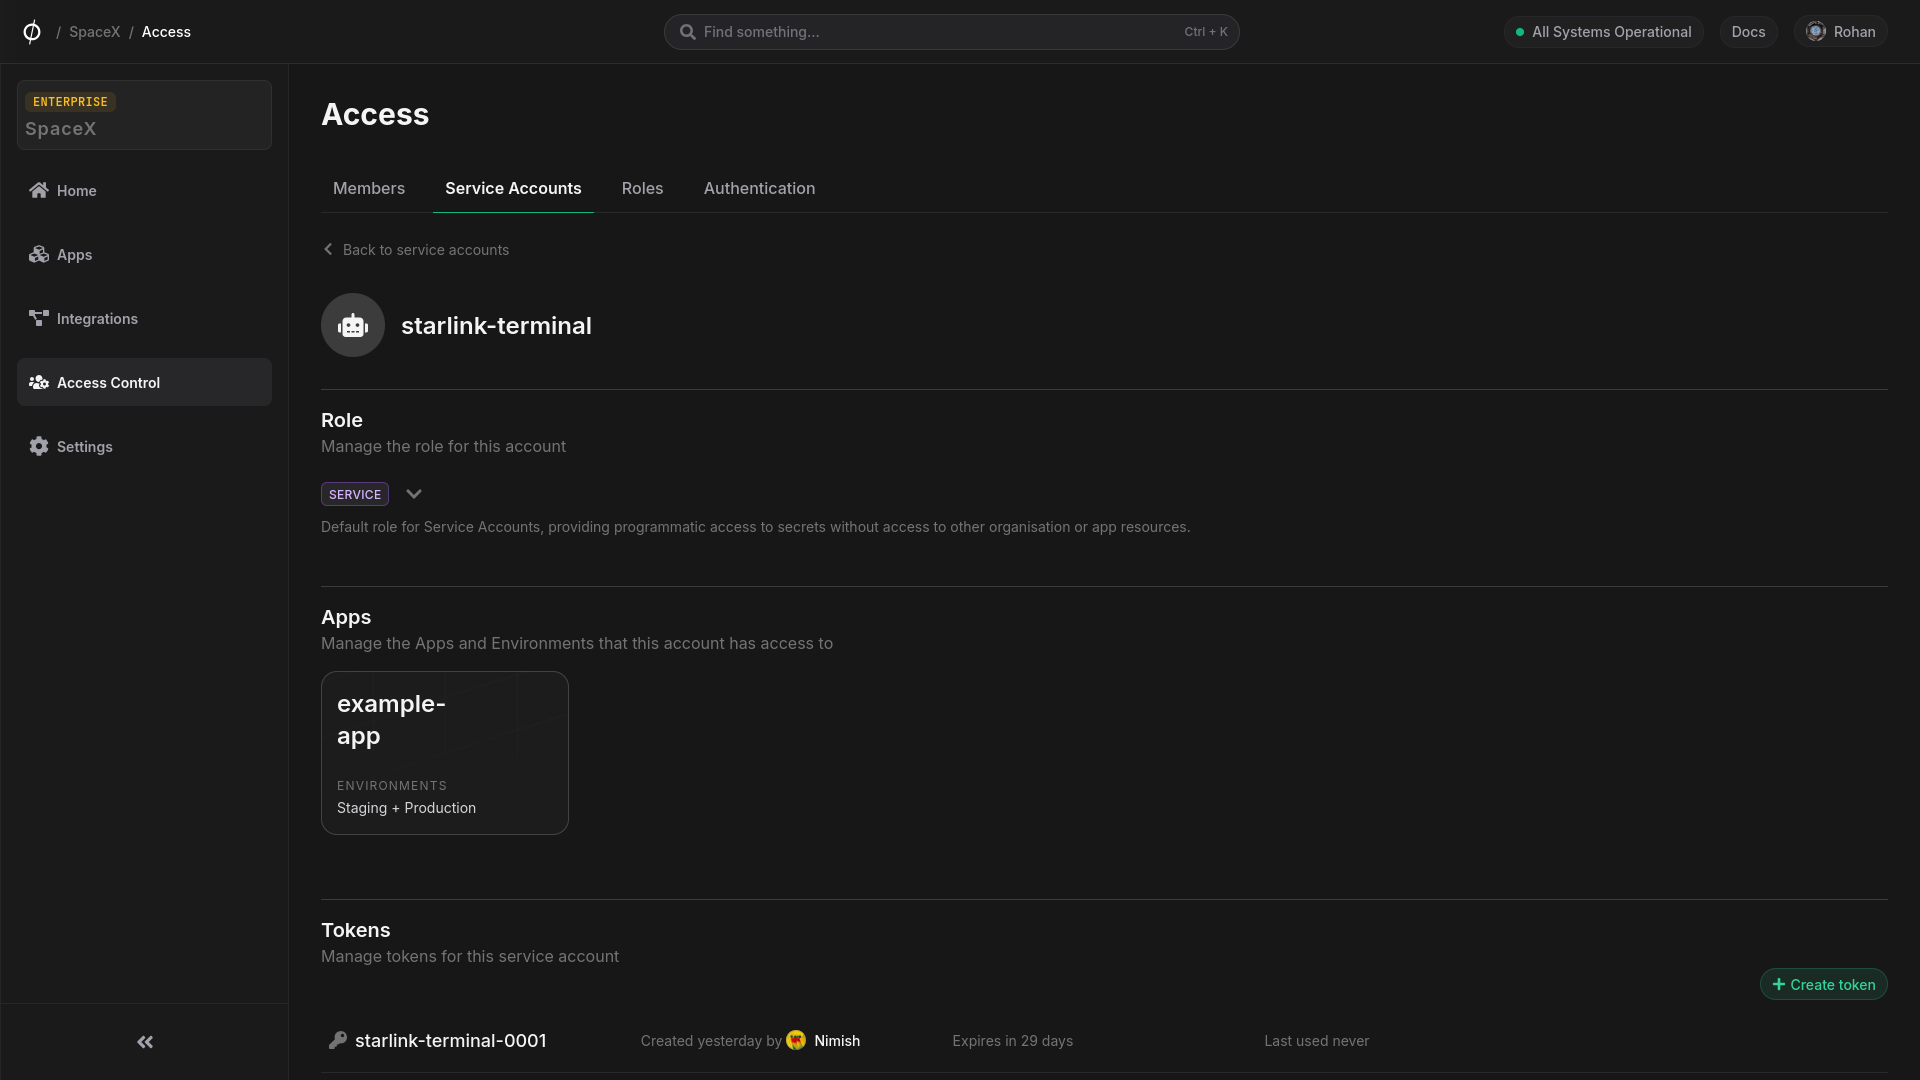 / SpaceX / Access
Find something...
Ctrl + K
All Systems Operational
Docs
Rohan
ENTERPRISE
SpaceX
Home
Apps
Integrations
Access Control
Settings
Access
Members
Service Accounts
Roles
Authentication
Back to service accounts
starlink-terminal
Role
Manage the role for this account
SERVICE
Default role for Service Accounts, providing programmatic access to secrets without access to other organisation or app resources.
Apps
Manage the Apps and Environments that this account has access to
example-
app
ENVIRONMENTS
Staging + Production
Tokens
Manage tokens for this service account
Create token
starlink-terminal-0001
Created yesterday by Nimish
Expires in 29 days
Last used never